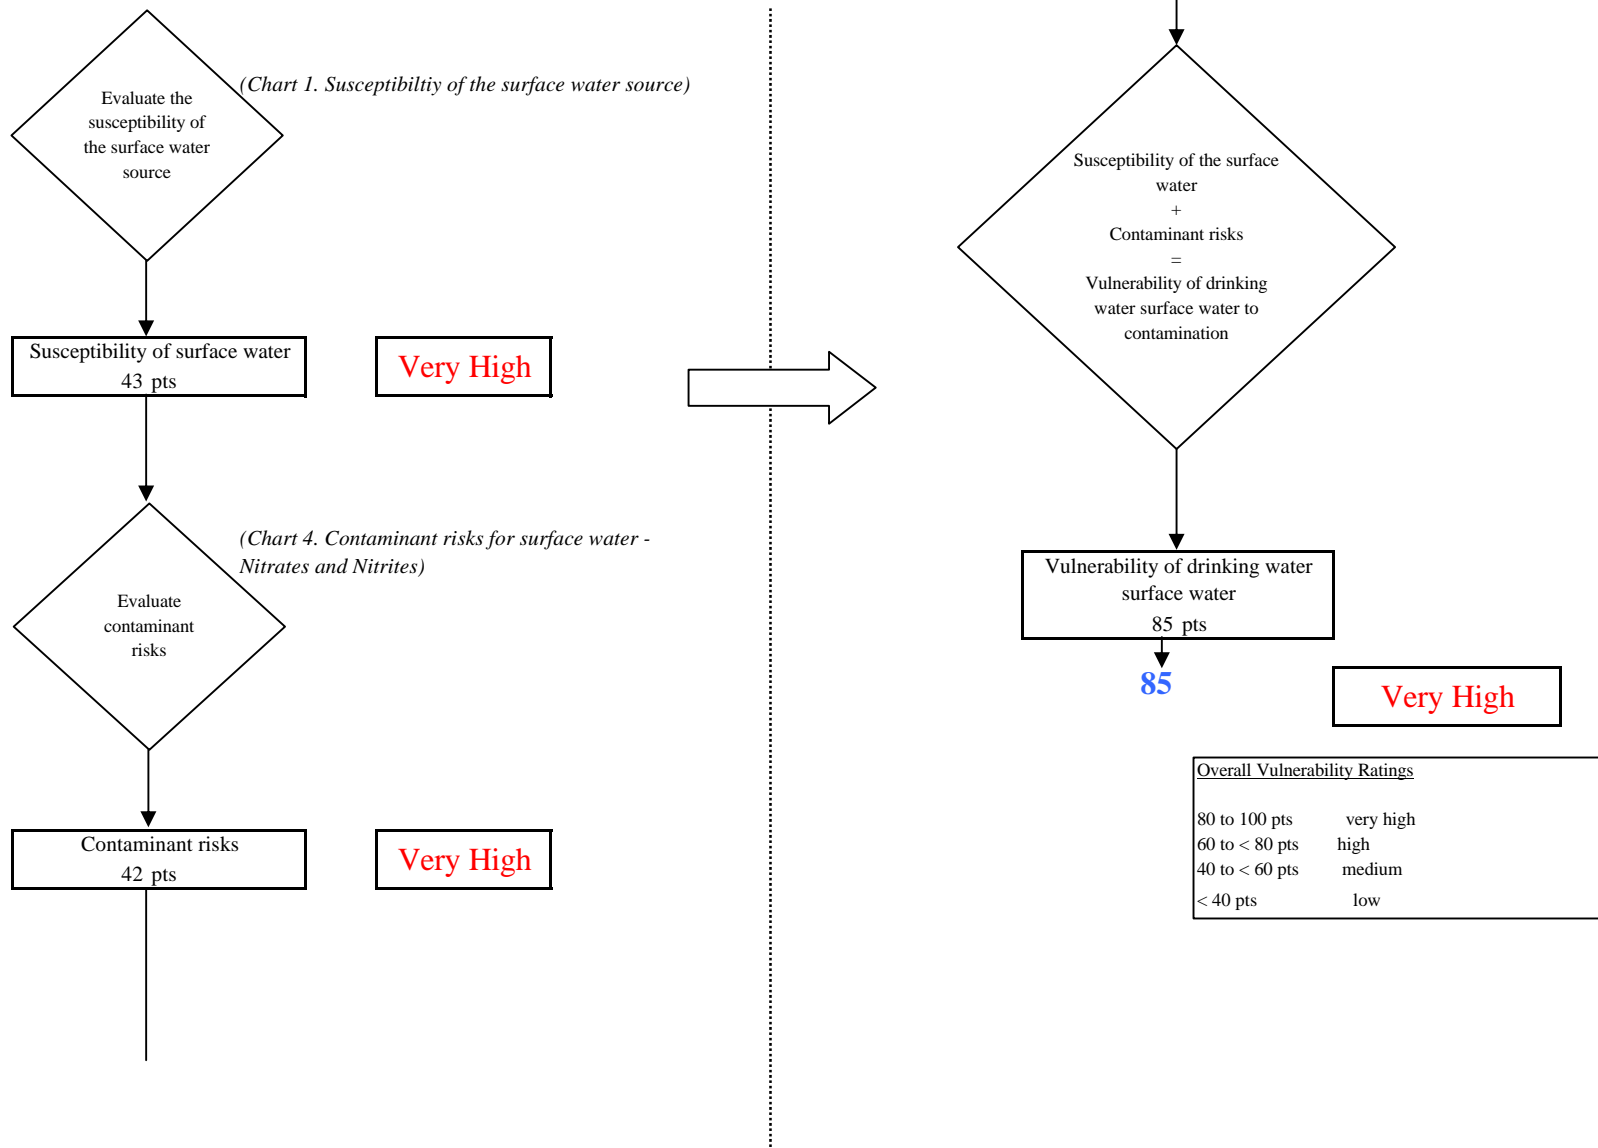 Evaluate the
susceptibility of
the surface water
source
(Chart 1. Susceptibiltiy of the surface water source)
Susceptibility of surface water
43 pts
Very High
(Chart 4. Contaminant risks for surface water -
Nitrates and Nitrites)
Evaluate
contaminant
risks
Contaminant risks
42 pts
Very High
Susceptibility of the surface
water
+
Contaminant risks
=
Vulnerability of drinking
water surface water to
contamination
Vulnerability of drinking water
surface water
85 pts
85
Very High
Overall Vulnerability Ratings
80 to 100 pts very high
60 to < 80 pts high
40 to < 60 pts medium
< 40 pts low